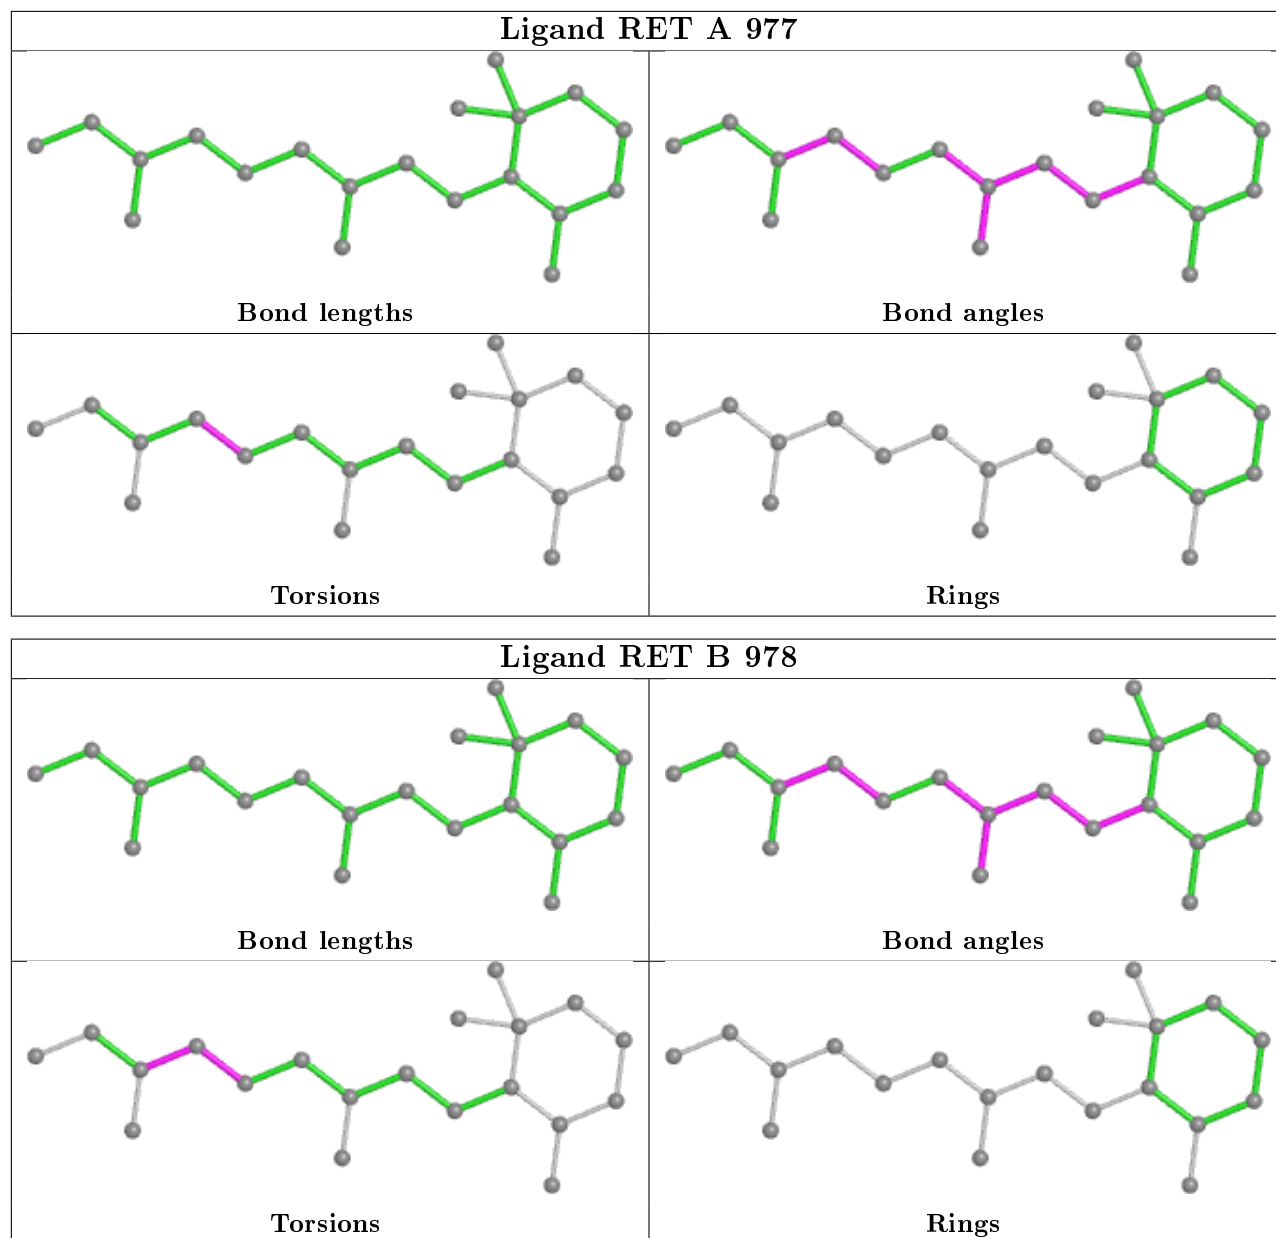 Ligand RET A 977
Bond lengths
Bond angles
Torsions
Rings
Ligand RET B 978
Bond lengths
Bond angles
Torsions
Rings